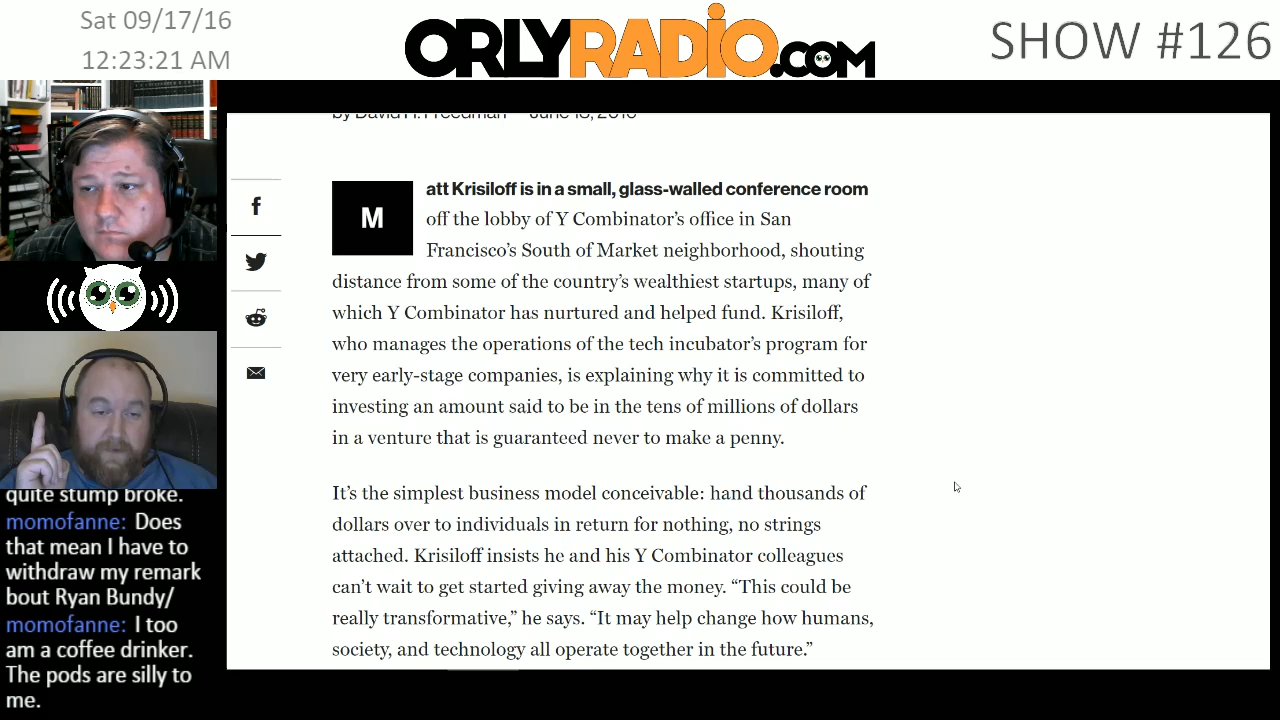 Sat 09/17/16
12:23:21 AM
ORLYRADIO.COM
SHOW #126
by David H. Freedman June 13, 2016
M
att Krisiloff is in a small, glass-walled conference room
off the lobby of Y Combinator’s office in San
Francisco’s South of Market neighborhood, shouting
distance from some of the country’s wealthiest startups, many of
which Y Combinator has nurtured and helped fund. Krisiloff,
who manages the operations of the tech incubator’s program for
very early-stage companies, is explaining why it is committed to
investing an amount said to be in the tens of millions of dollars
in a venture that is guaranteed never to make a penny.
It’s the simplest business model conceivable: hand thousands of
dollars over to individuals in return for nothing, no strings
attached. Krisiloff insists he and his Y Combinator colleagues
can’t wait to get started giving away the money. “This could be
really transformative,” he says. “It may help change how humans,
society, and technology all operate together in the future.”
quite stump broke.
momofanne: Does
that mean I have to
withdraw my remark
bout Ryan Bundy/
momofanne: I too
am a coffee drinker.
The pods are silly to
me.